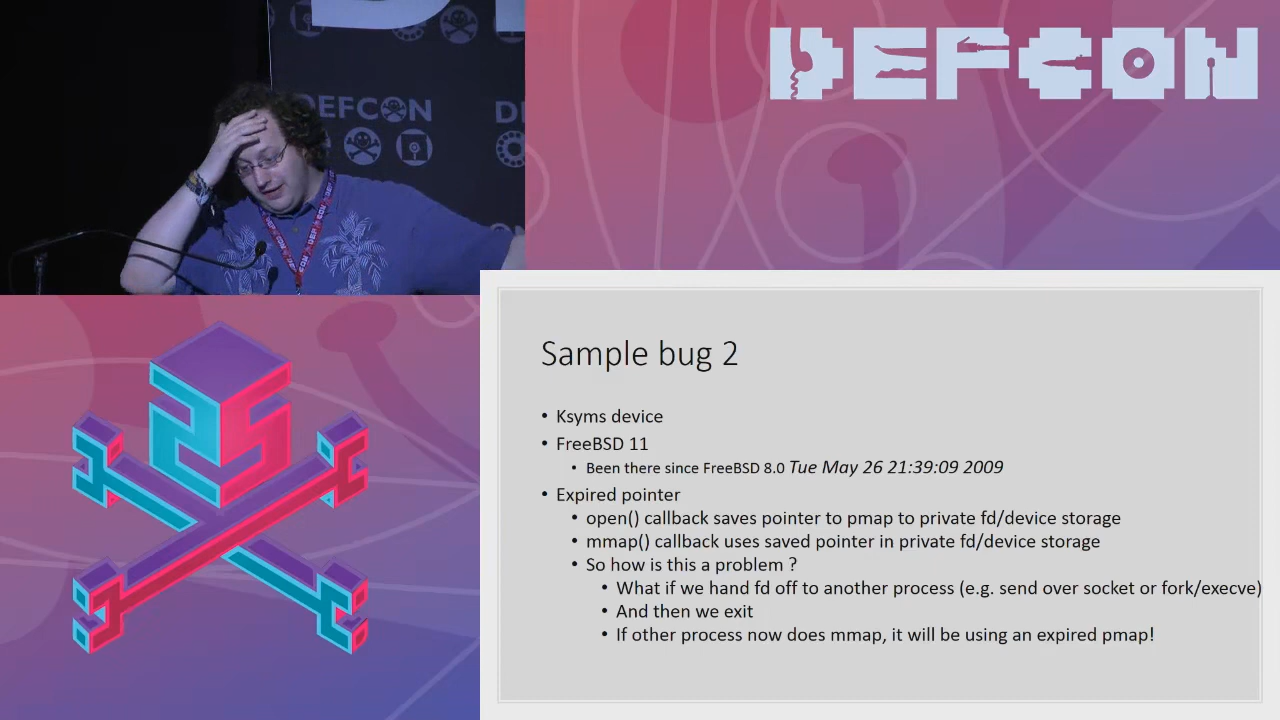 DEFCON
DEFCON
DE
DEF CON
Sample bug 2
• Ksyms device
• FreeBSD 11
• Been there since FreeBSD 8.0 Tue May 26 21:39:09 2009
• Expired pointer
• open() callback saves pointer to pmap to private fd/device storage
• mmap() callback uses saved pointer in private fd/device storage
• So how is this a problem ?
• What if we hand fd off to another process (e.g. send over socket or fork/execve)
• And then we exit
• If other process now does mmap, it will be using an expired pmap!